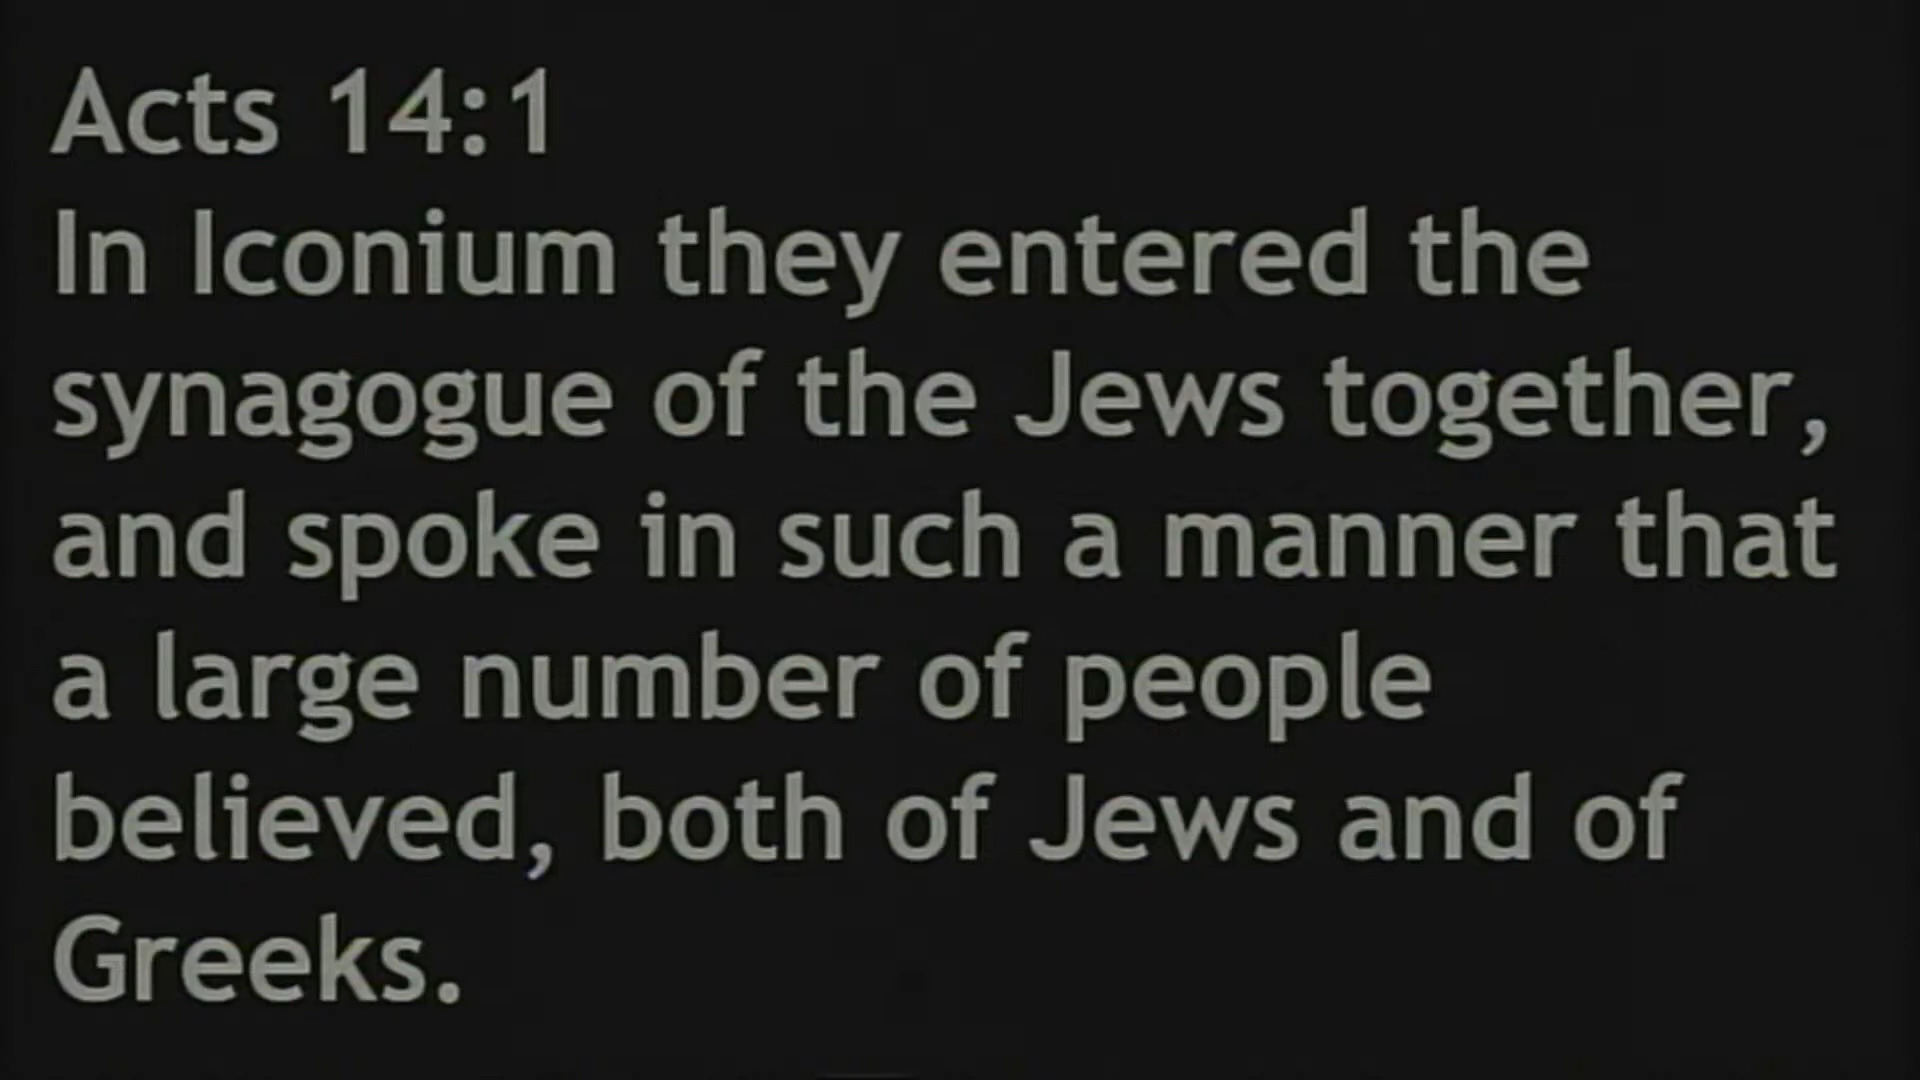 Acts 14:1
In Iconium they entered the
synagogue of the Jews together,
and spoke in such a manner that
a large number of people
believed, both of Jews and of
Greeks.